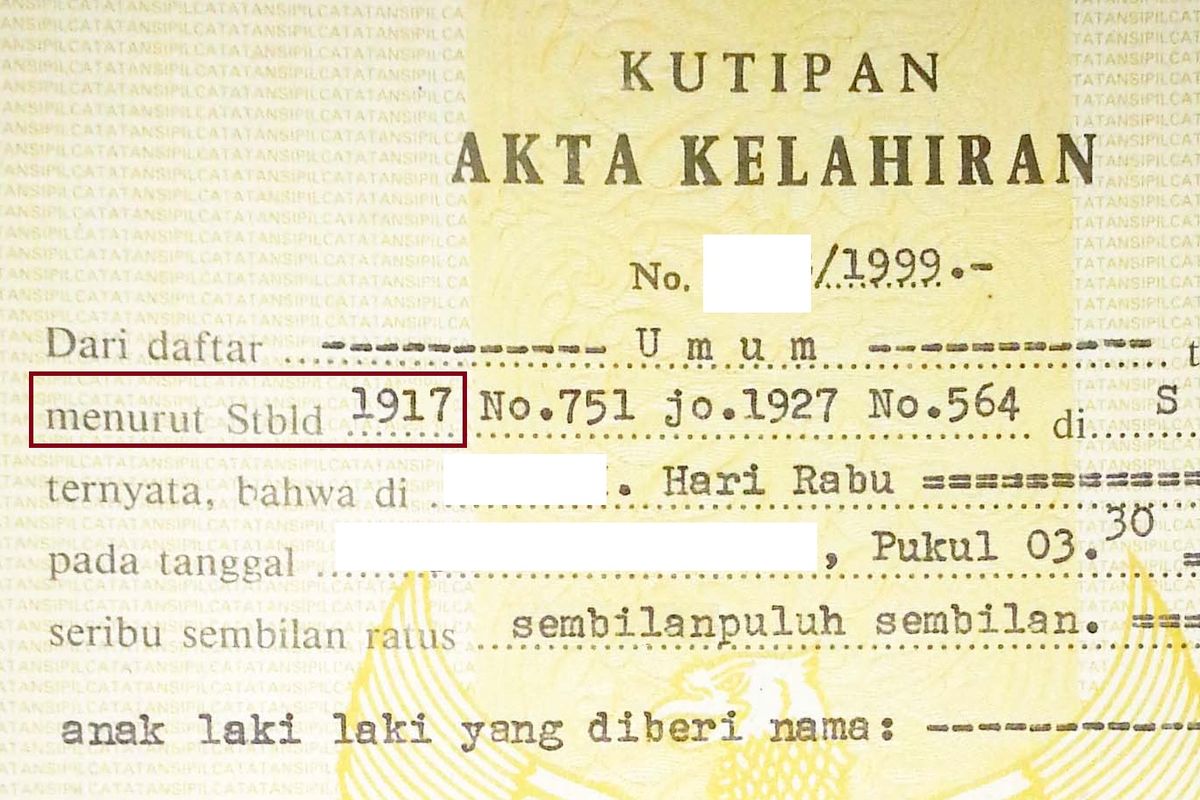 KUTIPAN
AKTA KELAHIRAN
No. /1999.-
Dari daftar ----------- Umum -----------
menurut Stbld 1917 No.751 jo.1927 No.564 di S
ternyata, bahwa di . Hari Rabu ===========
pada tanggal , Pukul 03.30 =
seribu sembilan ratus sembilanpuluh sembilan. ===
anak laki laki yang diberi nama: -----------